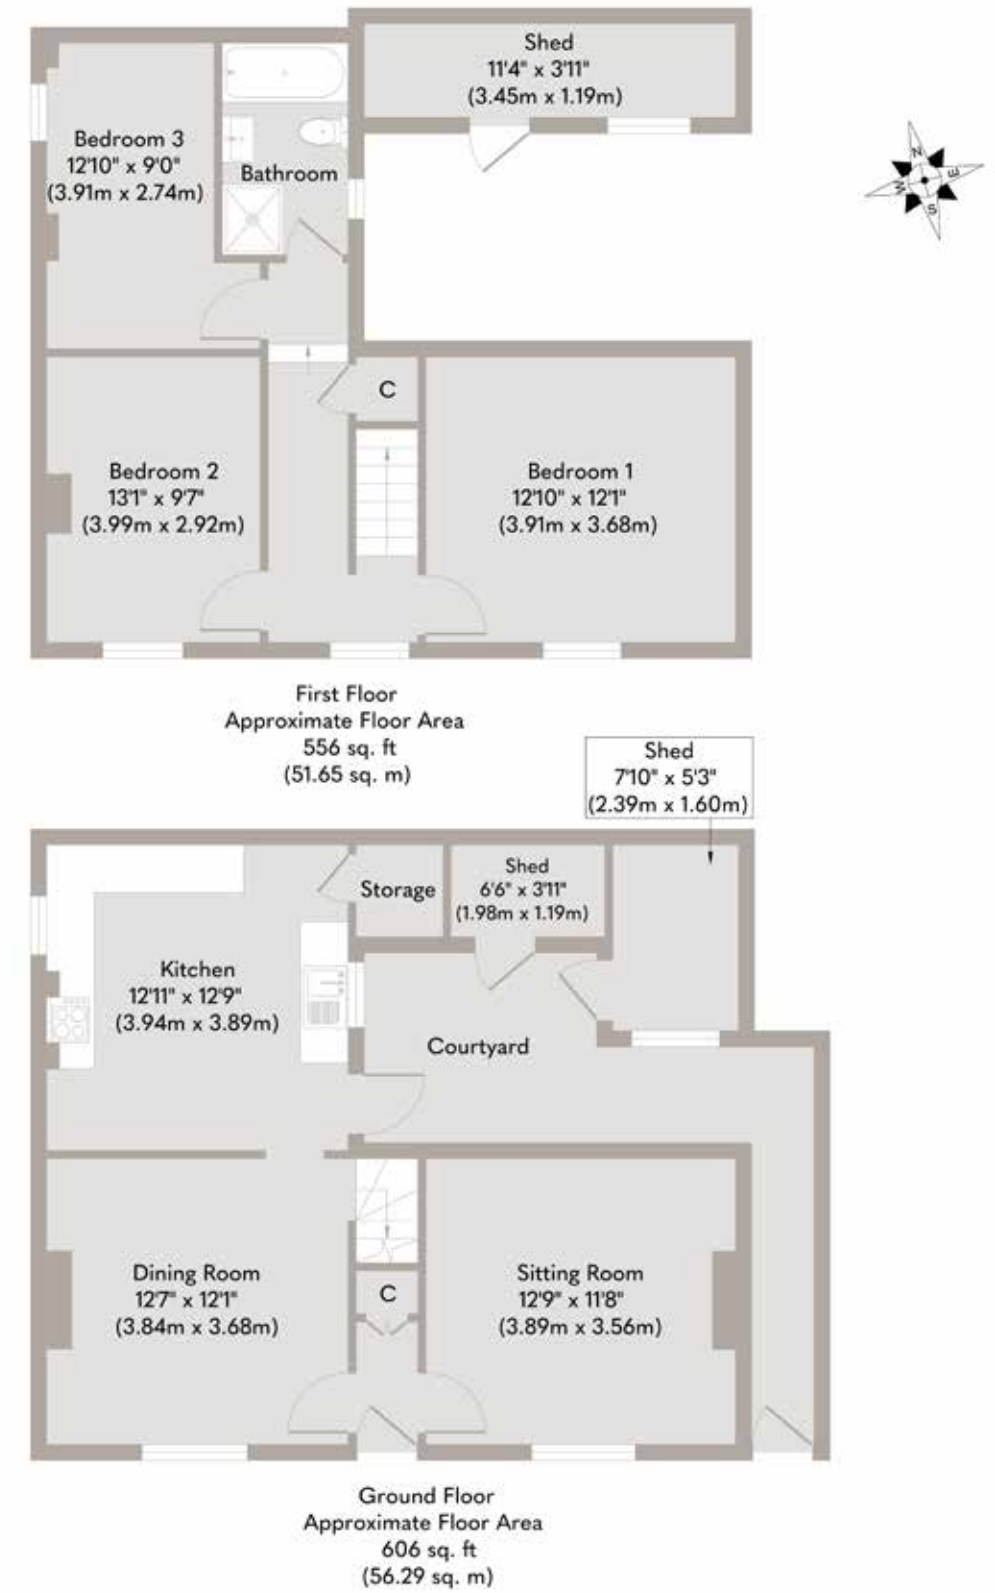 Shed
11'4" x 3'11"
(3.45m x 1.19m)
Bedroom 3
12'10" x 9'0"
(3.91m x 2.74m)
Bathroom
N
E
W
S
C
Bedroom 2
13'1" x 9'7"
(3.99m x 2.92m)
Bedroom 1
12'10" x 12'1"
(3.91m x 3.68m)
First Floor
Approximate Floor Area
556 sq. ft
(51.65 sq. m)
Shed
7'10" x 5'3"
(2.39m x 1.60m)
Storage
Shed
6'6" x 3'11"
(1.98m x 1.19m)
Kitchen
12'11" x 12'9"
(3.94m x 3.89m)
Courtyard
Dining Room
12'7" x 12'1"
(3.84m x 3.68m)
C
Sitting Room
12'9" x 11'8"
(3.89m x 3.56m)
Ground Floor
Approximate Floor Area
606 sq. ft
(56.29 sq. m)